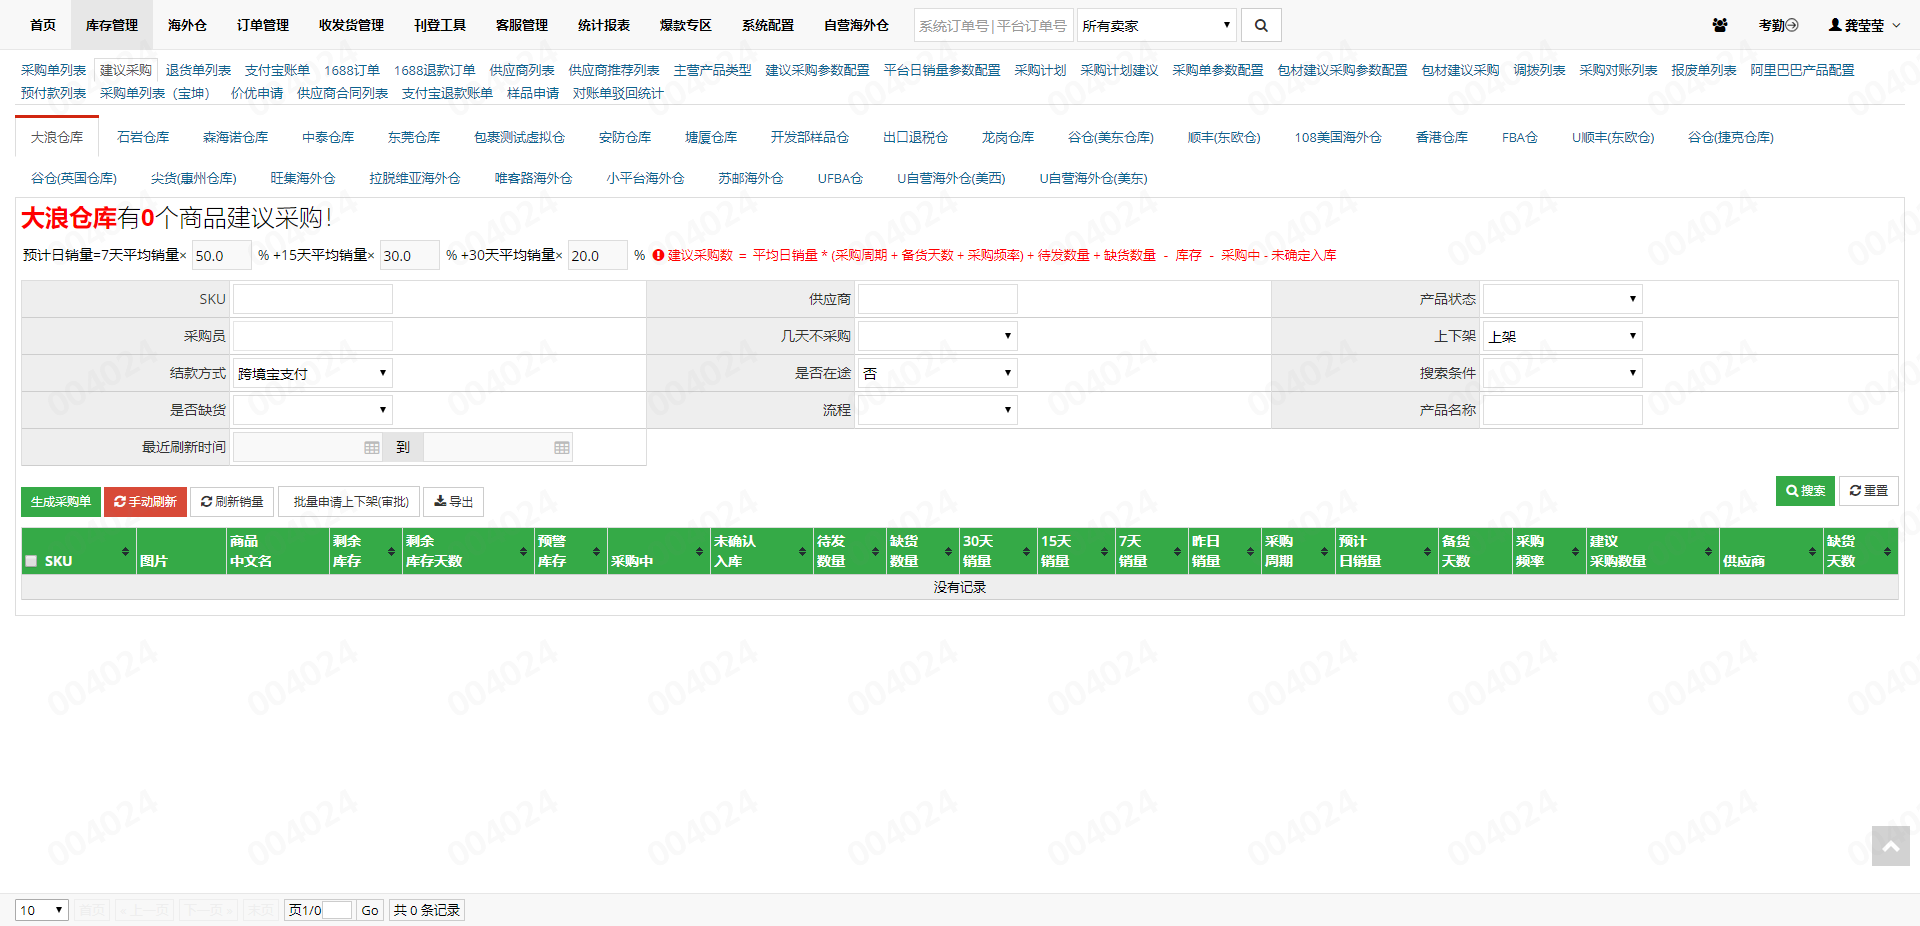 首页 库存管理 海外仓 订单管理 收发货管理 刊登工具 客服管理 统计报表 爆款专区 系统配置 自营海外仓 系统订单号|平台订单号 所有卖家 考勤 龚莹莹
采购单列表 建议采购 退货单列表 支付宝账单 1688订单 1688退款订单 供应商列表 供应商推荐列表 主营产品类型 建议采购参数配置 平台日销量参数配置 采购计划 采购计划建议 采购单参数配置 包材建议采购参数配置 包材建议采购 调拨列表 采购对账列表 报废单列表 阿里巴巴产品配置
预付款列表 采购单列表（宝坤） 价优申请 供应商合同列表 支付宝退款账单 样品申请 对账单驳回统计
大浪仓库 石岩仓库 森海诺仓库 中泰仓库 东莞仓库 包裹测试虚拟仓 安防仓库 塘厦仓库 开发部样品仓 出口退税仓 龙岗仓库 谷仓(美东仓库) 顺丰(东欧仓) 108美国海外仓 香港仓库 FBA仓 U顺丰(东欧仓) 谷仓(捷克仓库)
谷仓(英国仓库) 尖货(惠州仓库) 旺集海外仓 拉脱维亚海外仓 唯客路海外仓 小平台海外仓 苏邮海外仓 UFBA仓 U自营海外仓(美西) U自营海外仓(美东)
大浪仓库有0个商品建议采购!
预计日销量=7天平均销量× 50.0 % +15天平均销量× 30.0 % +30天平均销量× 20.0 % 建议采购数 = 平均日销量 * (采购周期 + 备货天数 + 采购频率) + 待发数量 + 缺货数量 - 库存 - 采购中 - 未确定入库
SKU 供应商 产品状态
采购员 几天不采购 上下架 上架
结款方式 跨境宝支付 是否在途 否 搜索条件
是否缺货 流程 产品名称
最近刷新时间 到
生成采购单 手动刷新 刷新销量 批量申请上下架(审批) 导出 搜索 重置
SKU 图片 商品中文名 剩余库存 剩余库存天数 预警库存 采购中 未确认入库 待发数量 缺货数量 30天销量 15天销量 7天销量 昨日销量 采购周期 预计日销量 备货天数 采购频率 建议采购数量 供应商 缺货天数
没有记录
10 首页 « 上一页 下一页 » 末页 页1/0 Go 共 0 条记录
004024